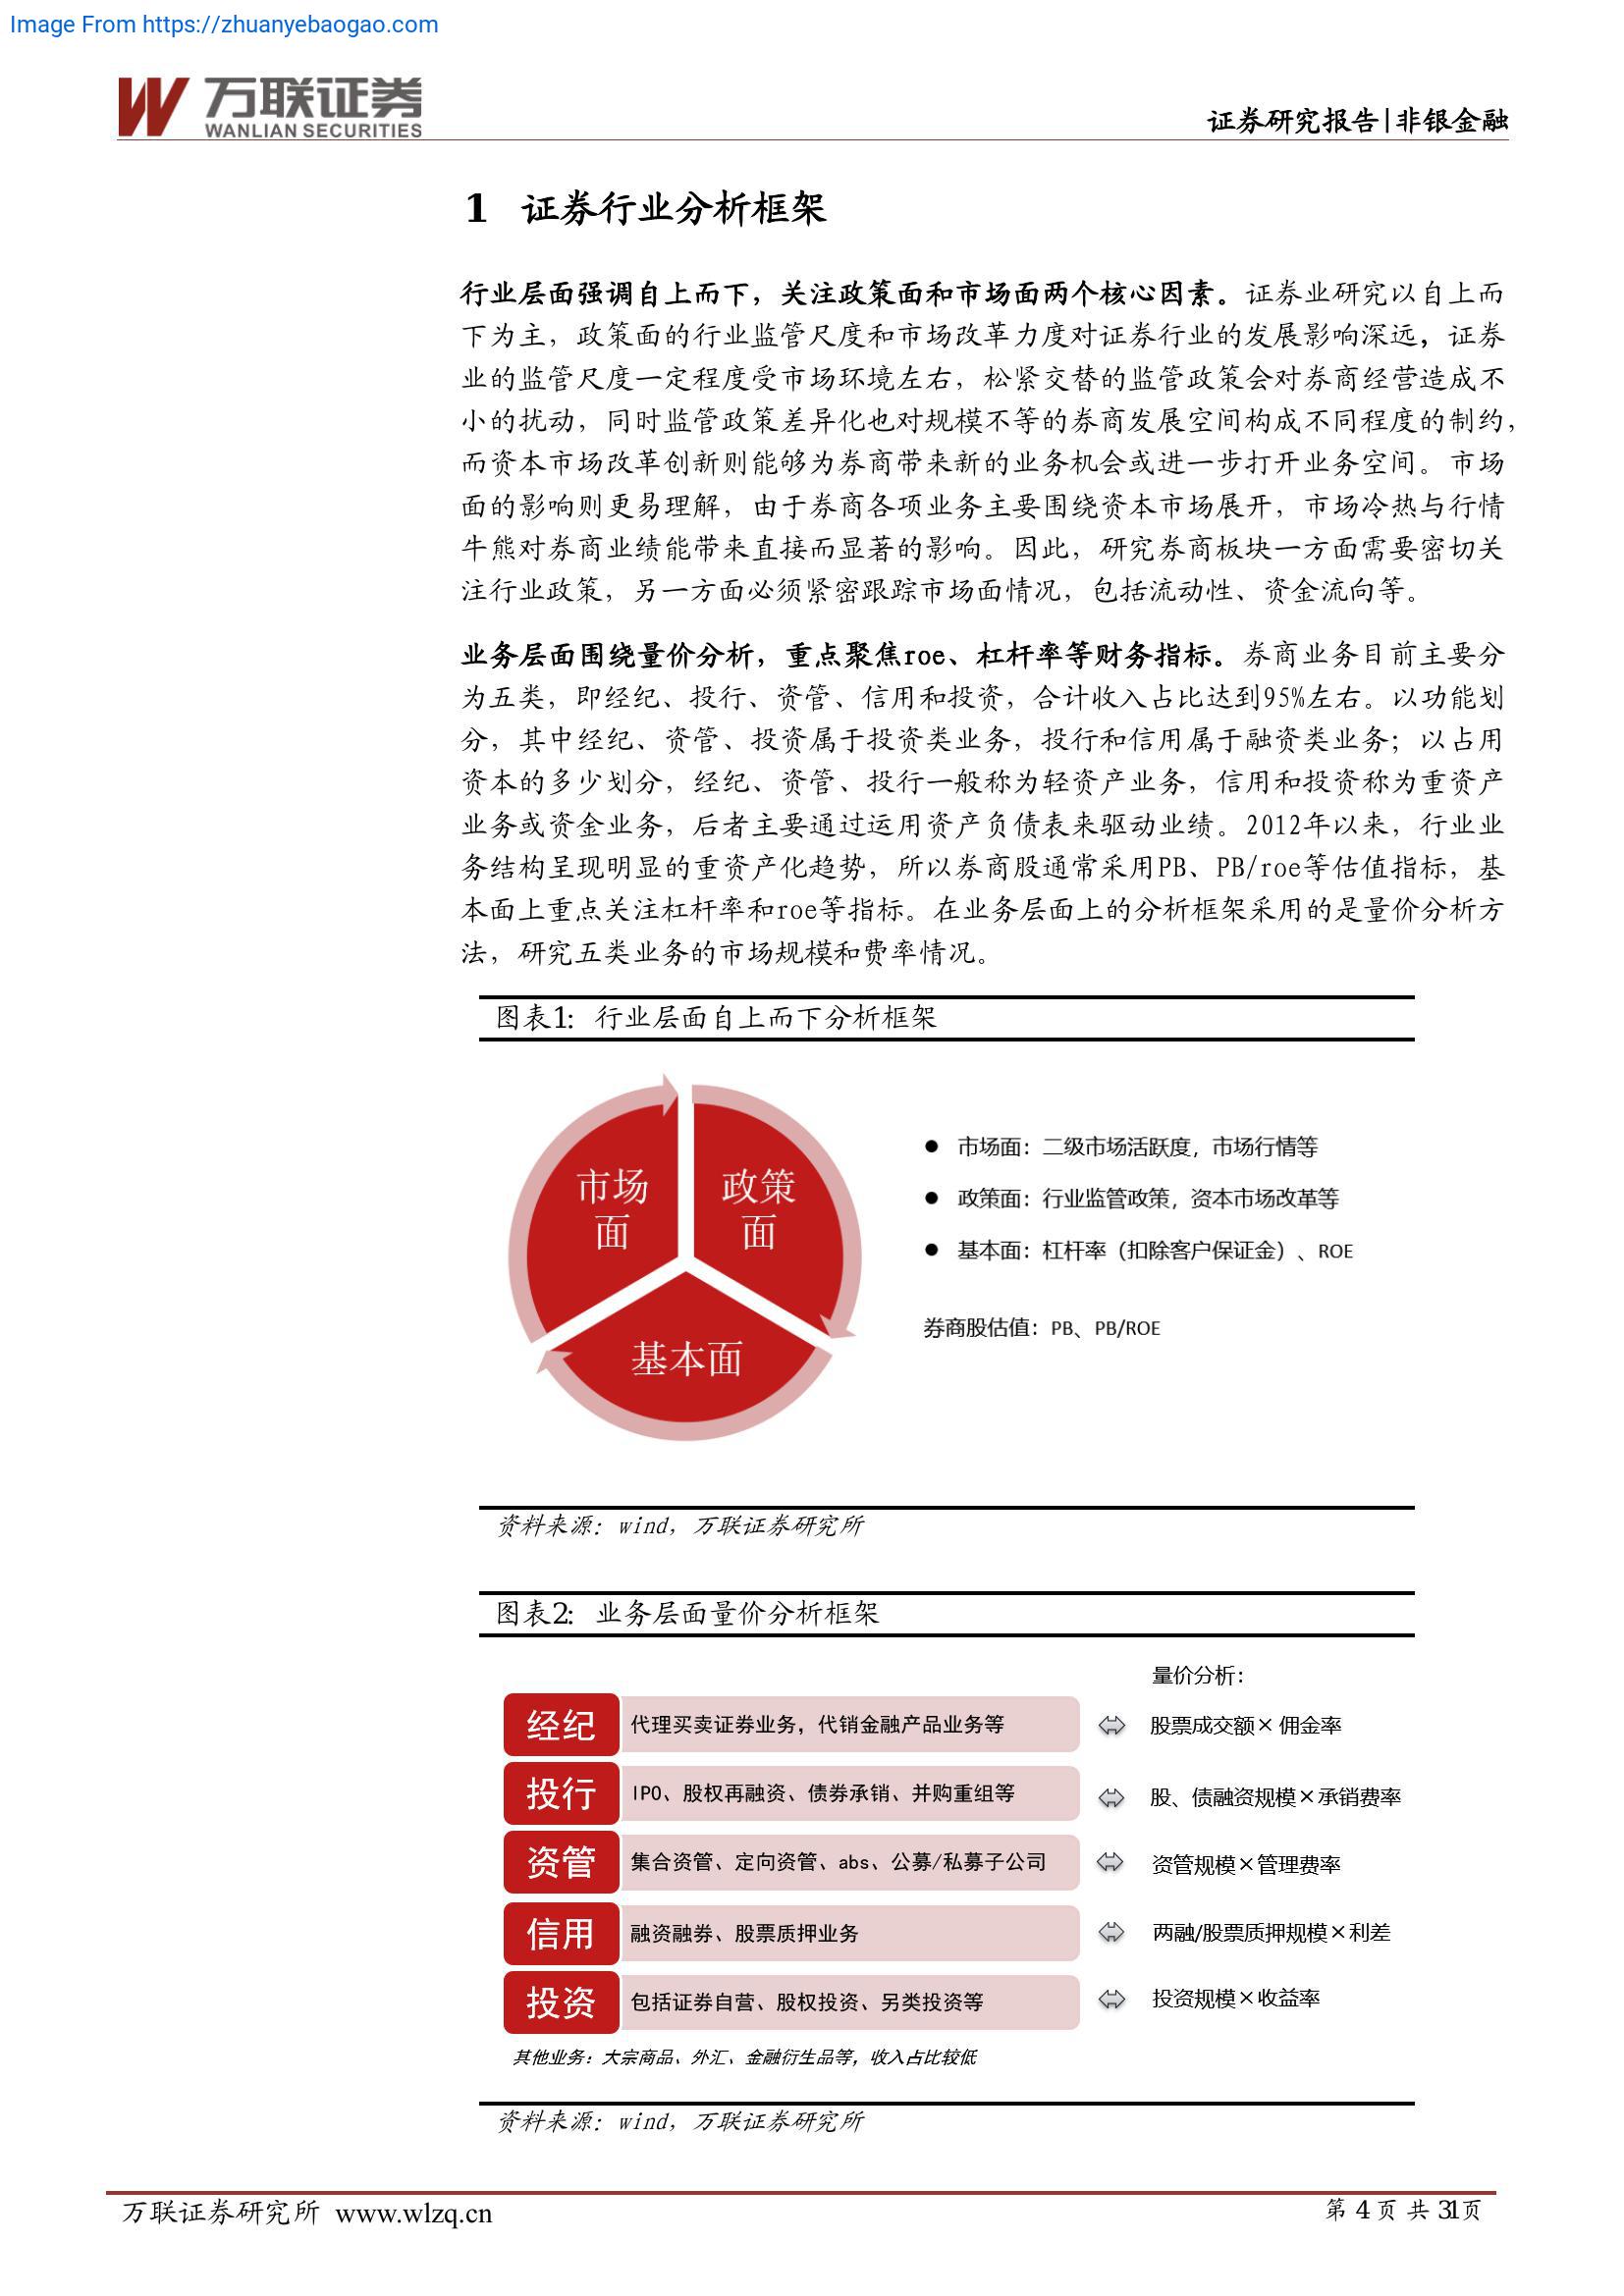 Image From https://zhuanyebaogao.com
万联证券
WANLIAN SECURITIES
证券研究报告|非银金融
1 证券行业分析框架
行业层面强调自上而下，关注政策面和市场面两个核心因素。证券业研究以自上而
下为主，政策面的行业监管尺度和市场改革力度对证券行业的发展影响深远，证券
业的监管尺度一定程度受市场环境左右，松紧交替的监管政策会对券商经营造成不
小的扰动，同时监管政策差异化也对规模不等的券商发展空间构成不同程度的制约，
而资本市场改革创新则能够为券商带来新的业务机会或进一步打开业务空间。市场
面的影响则更易理解，由于券商各项业务主要围绕资本市场展开，市场冷热与行情
牛熊对券商业绩能带来直接而显著的影响。因此，研究券商板块一方面需要密切关
注行业政策，另一方面必须紧密跟踪市场面情况，包括流动性、资金流向等。
业务层面围绕量价分析，重点聚焦roe、杠杆率等财务指标。券商业务目前主要分
为五类，即经纪、投行、资管、信用和投资，合计收入占比达到95%左右。以功能划
分，其中经纪、资管、投资属于投资类业务，投行和信用属于融资类业务；以占用
资本的多少划分，经纪、资管、投行一般称为轻资产业务，信用和投资称为重资产
业务或资金业务，后者主要通过运用资产负债表来驱动业绩。2012年以来，行业业
务结构呈现明显的重资产化趋势，所以券商股通常采用PB、PB/roe等估值指标，基
本面上重点关注杠杆率和roe等指标。在业务层面上的分析框架采用的是量价分析方
法，研究五类业务的市场规模和费率情况。
图表1：行业层面自上而下分析框架
市场
面
政策
面
基本面
● 市场面：二级市场活跃度，市场行情等
● 政策面：行业监管政策，资本市场改革等
● 基本面：杠杆率（扣除客户保证金）、ROE
券商股估值：PB、PB/ROE
资料来源：wind，万联证券研究所
图表2：业务层面量价分析框架
量价分析：
经纪 代理买卖证券业务，代销金融产品业务等 股票成交额× 佣金率
投行 IPO、股权再融资、债券承销、并购重组等 股、债融资规模×承销费率
资管 集合资管、定向资管、abs、公募/私募子公司 资管规模×管理费率
信用 融资融券、股票质押业务 两融/股票质押规模×利差
投资 包括证券自营、股权投资、另类投资等 投资规模×收益率
其他业务：大宗商品、外汇、金融衍生品等，收入占比较低
资料来源：wind，万联证券研究所
万联证券研究所 www.wlzq.cn
第 4 页 共 31 页